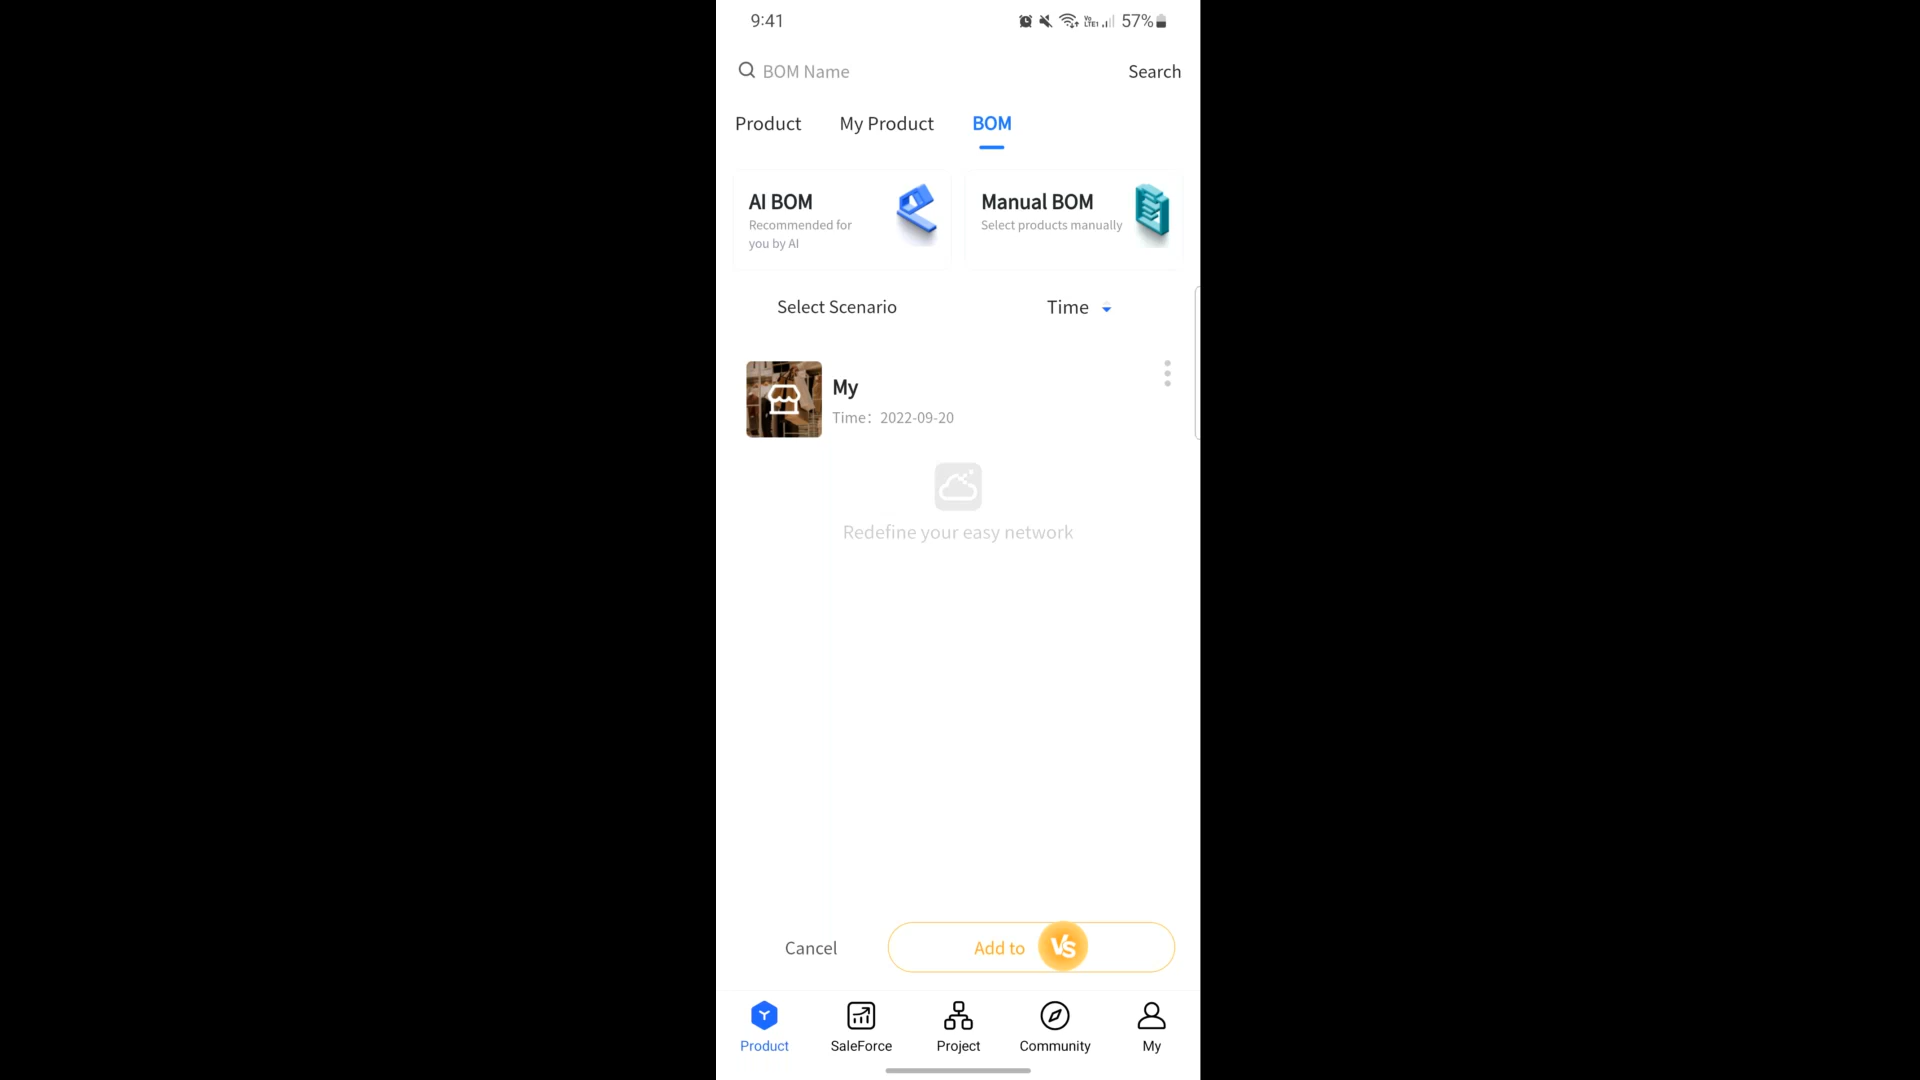 9:41
57%
BOM Name
Search
Product
My Product
BOM
AI BOM
Recommended for
you by AI
Manual BOM
Select products manually
Select Scenario
Time
My
Time：2022-09-20
Redefine your easy network
Cancel
Add to
VS
Product
SaleForce
Project
Community
My